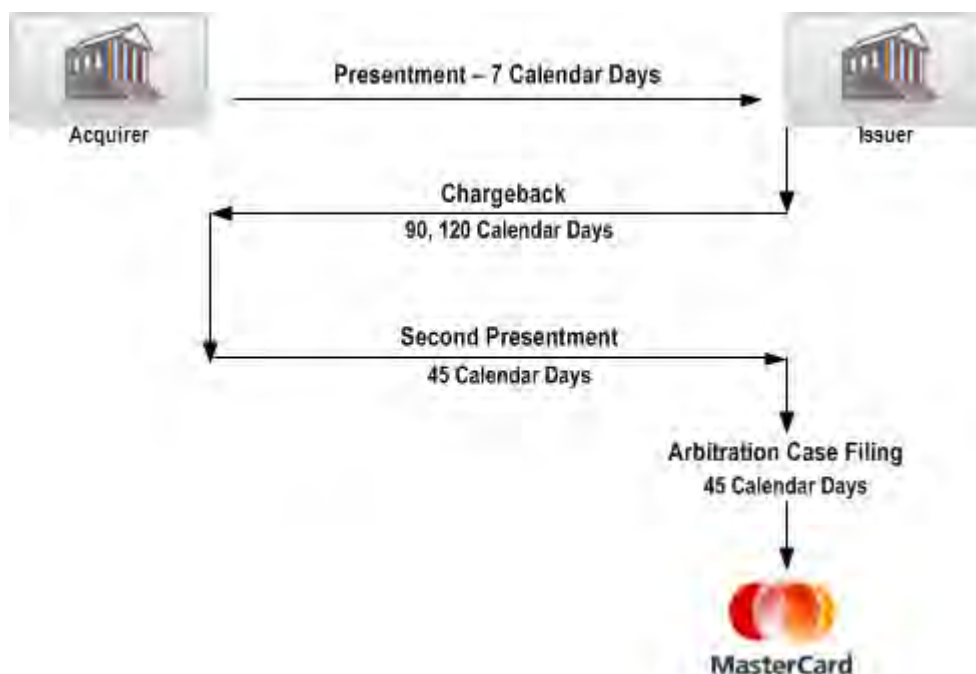 Presentment – 7 Calendar Days
Acquirer
Issuer
Chargeback
90, 120 Calendar Days
Second Presentment
45 Calendar Days
Arbitration Case Filing
45 Calendar Days
MasterCard